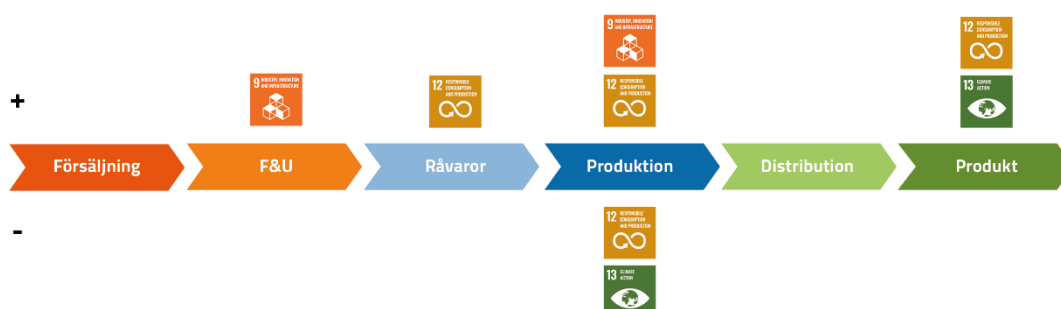 12 RESPONSIBLE
CONSUMPTION
AND PRODUCTION
9 INDUSTRY, INNOVATION
AND INFRASTRUCTURE
13 CLIMATE
ACTION
9 INDUSTRY, INNOVATION
AND INFRASTRUCTURE
12 RESPONSIBLE
CONSUMPTION
AND PRODUCTION
12 RESPONSIBLE
CONSUMPTION
AND PRODUCTION
+
Försäljning
F&U
Råvaror
Produktion
Distribution
Produkt
-
12 RESPONSIBLE
CONSUMPTION
AND PRODUCTION
13 CLIMATE
ACTION